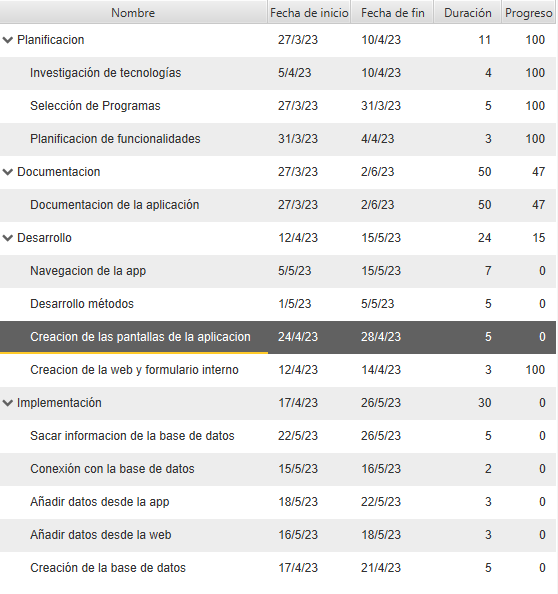 Nombre Fecha de inicio Fecha de fin Duración Progreso
Planificacion 27/3/23 10/4/23 11 100
Investigación de tecnologías 5/4/23 10/4/23 4 100
Selección de Programas 27/3/23 31/3/23 5 100
Planificacion de funcionalidades 31/3/23 4/4/23 3 100
Documentacion 27/3/23 2/6/23 50 47
Documentacion de la aplicación 27/3/23 2/6/23 50 47
Desarrollo 12/4/23 15/5/23 24 15
Navegacion de la app 5/5/23 15/5/23 7 0
Desarrollo métodos 1/5/23 5/5/23 5 0
Creacion de las pantallas de la aplicacion 24/4/23 28/4/23 5 0
Creacion de la web y formulario interno 12/4/23 14/4/23 3 100
Implementación 17/4/23 26/5/23 30 0
Sacar informacion de la base de datos 22/5/23 26/5/23 5 0
Conexión con la base de datos 15/5/23 16/5/23 2 0
Añadir datos desde la app 18/5/23 22/5/23 3 0
Añadir datos desde la web 16/5/23 18/5/23 3 0
Creación de la base de datos 17/4/23 21/4/23 5 0